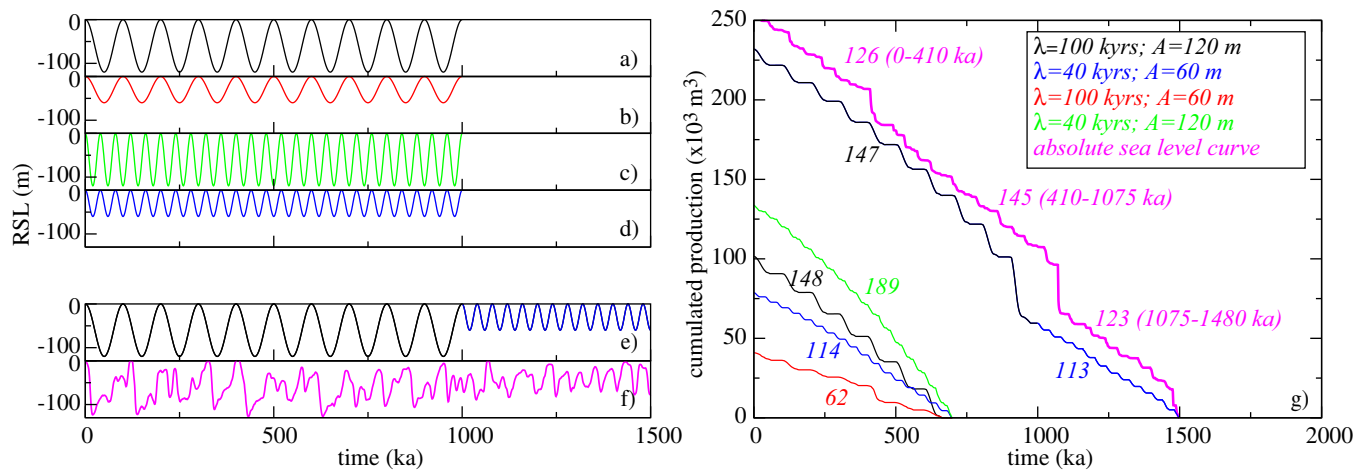 0
-100
a)
0
-100
b)
0
-100
c)
0
-100
d)
RSL (m)
0
-100
e)
0
-100
f)
0 500 1000 1500
time (ka)
250
200
150
100
50
0
cumulated production (x10³ m³)
126 (0-410 ka)
147
145 (410-1075 ka)
148
189
114
62
123 (1075-1480 ka)
113
λ=100 kyrs; A=120 m
λ=40 kyrs; A=60 m
λ=100 kyrs; A=60 m
λ=40 kyrs; A=120 m
absolute sea level curve
g)
0 500 1000 1500 2000
time (ka)